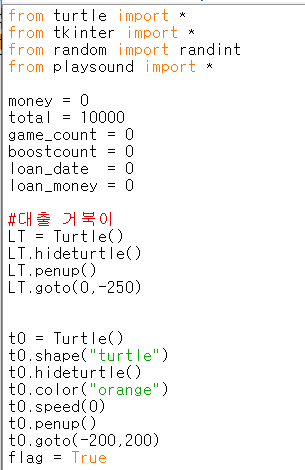 from turtle import *
from tkinter import *
from random import randint
from playsound import *
money = 0
total = 10000
game_count = 0
boostcount = 0
loan_date  = 0
loan_money = 0
#대출 거북이
LT = Turtle()
LT.hideturtle()
LT.penup()
LT.goto(0,-250)
t0 = Turtle()
t0.shape("turtle")
t0.hideturtle()
t0.color("orange")
t0.speed(0)
t0.penup()
t0.goto(-200,200)
flag = True